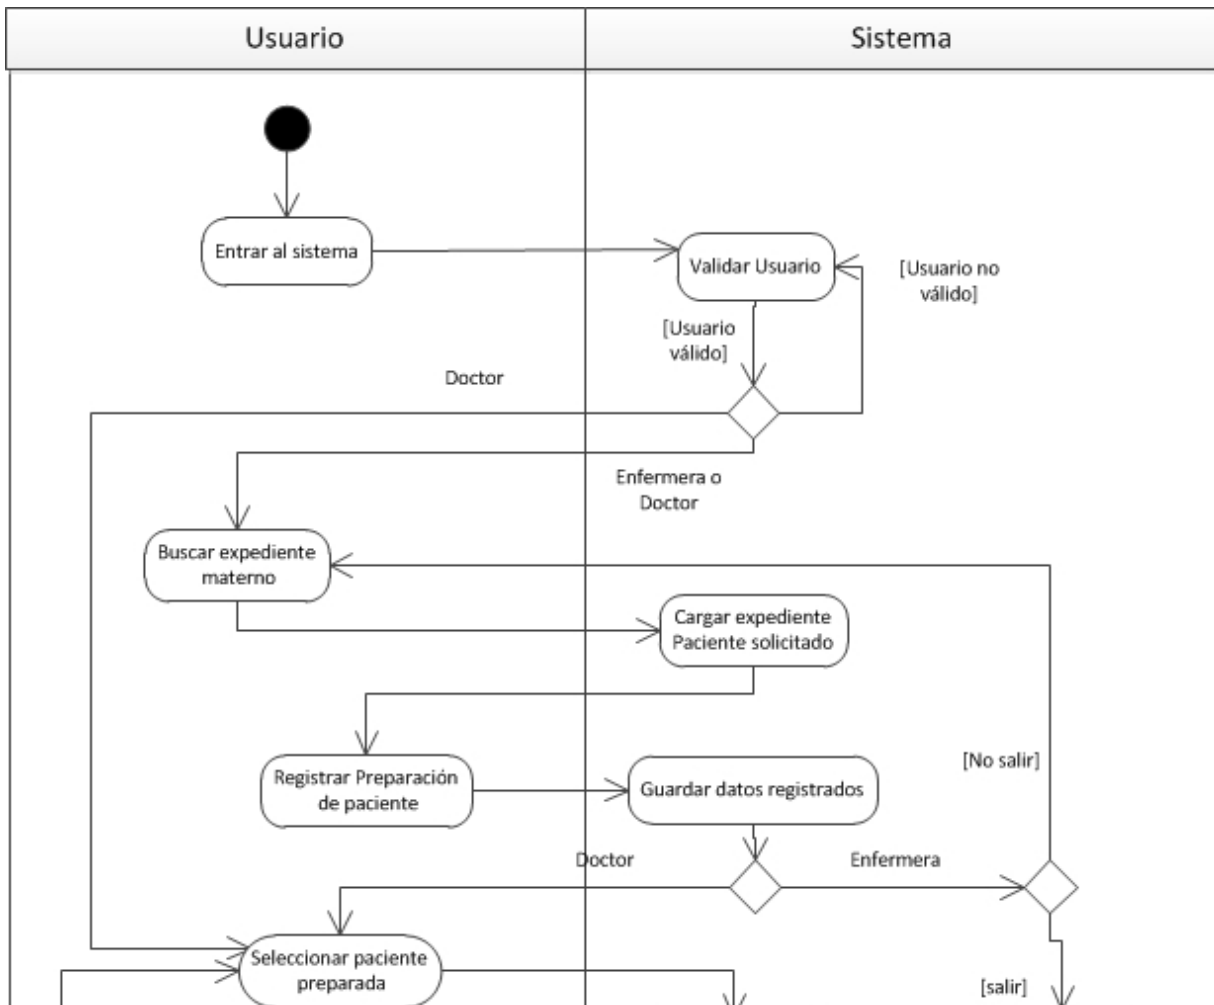 Usuario
Sistema
Entrar al sistema
Validar Usuario
[Usuario no
válido]
[Usuario
válido]
Doctor
Enfermera o
Doctor
Buscar expediente
materno
Cargar expediente
Paciente solicitado
[No salir]
Registrar Preparación
de paciente
Guardar datos registrados
Doctor
Enfermera
Seleccionar paciente
preparada
[salir]